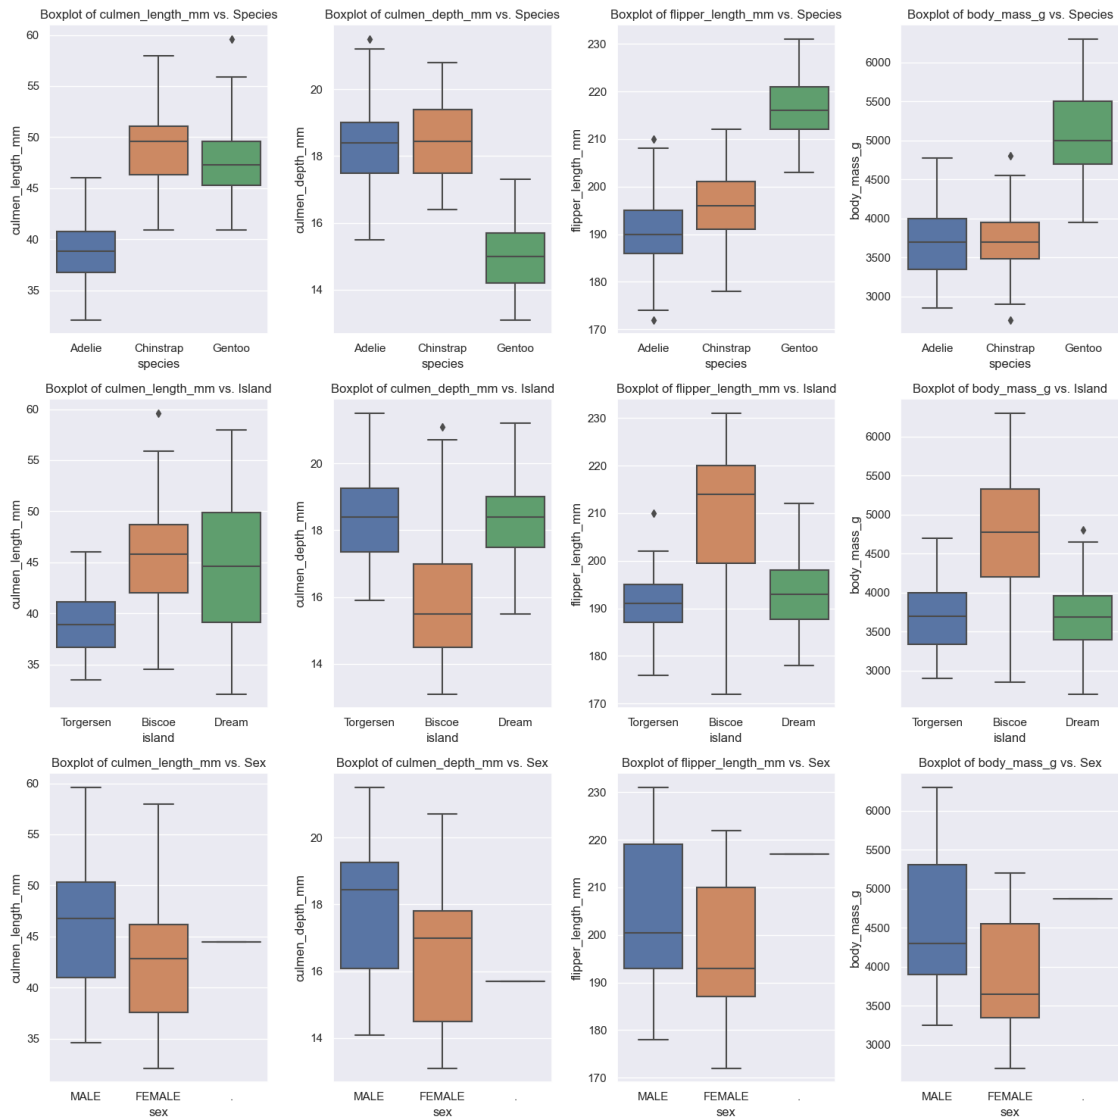 Boxplot of culmen_length_mm vs. Species
Boxplot of culmen_depth_mm vs. Species
Boxplot of flipper_length_mm vs. Species
Boxplot of body_mass_g vs. Species
culmen_length_mm
60
55
50
45
40
35
Adelie Chinstrap Gentoo
species
culmen_depth_mm
20
18
16
14
Adelie Chinstrap Gentoo
species
flipper_length_mm
230
220
210
200
190
180
170
Adelie Chinstrap Gentoo
species
body_mass_g
6000
5500
5000
4500
4000
3500
3000
Adelie Chinstrap Gentoo
species
Boxplot of culmen_length_mm vs. Island
Boxplot of culmen_depth_mm vs. Island
Boxplot of flipper_length_mm vs. Island
Boxplot of body_mass_g vs. Island
culmen_length_mm
60
55
50
45
40
35
Torgersen Biscoe Dream
island
culmen_depth_mm
20
18
16
14
Torgersen Biscoe Dream
island
flipper_length_mm
230
220
210
200
190
180
170
Torgersen Biscoe Dream
island
body_mass_g
6000
5500
5000
4500
4000
3500
3000
Torgersen Biscoe Dream
island
Boxplot of culmen_length_mm vs. Sex
Boxplot of culmen_depth_mm vs. Sex
Boxplot of flipper_length_mm vs. Sex
Boxplot of body_mass_g vs. Sex
culmen_length_mm
60
55
50
45
40
35
MALE FEMALE .
sex
culmen_depth_mm
20
18
16
14
MALE FEMALE .
sex
flipper_length_mm
230
220
210
200
190
180
170
MALE FEMALE .
sex
body_mass_g
6000
5500
5000
4500
4000
3500
3000
MALE FEMALE .
sex